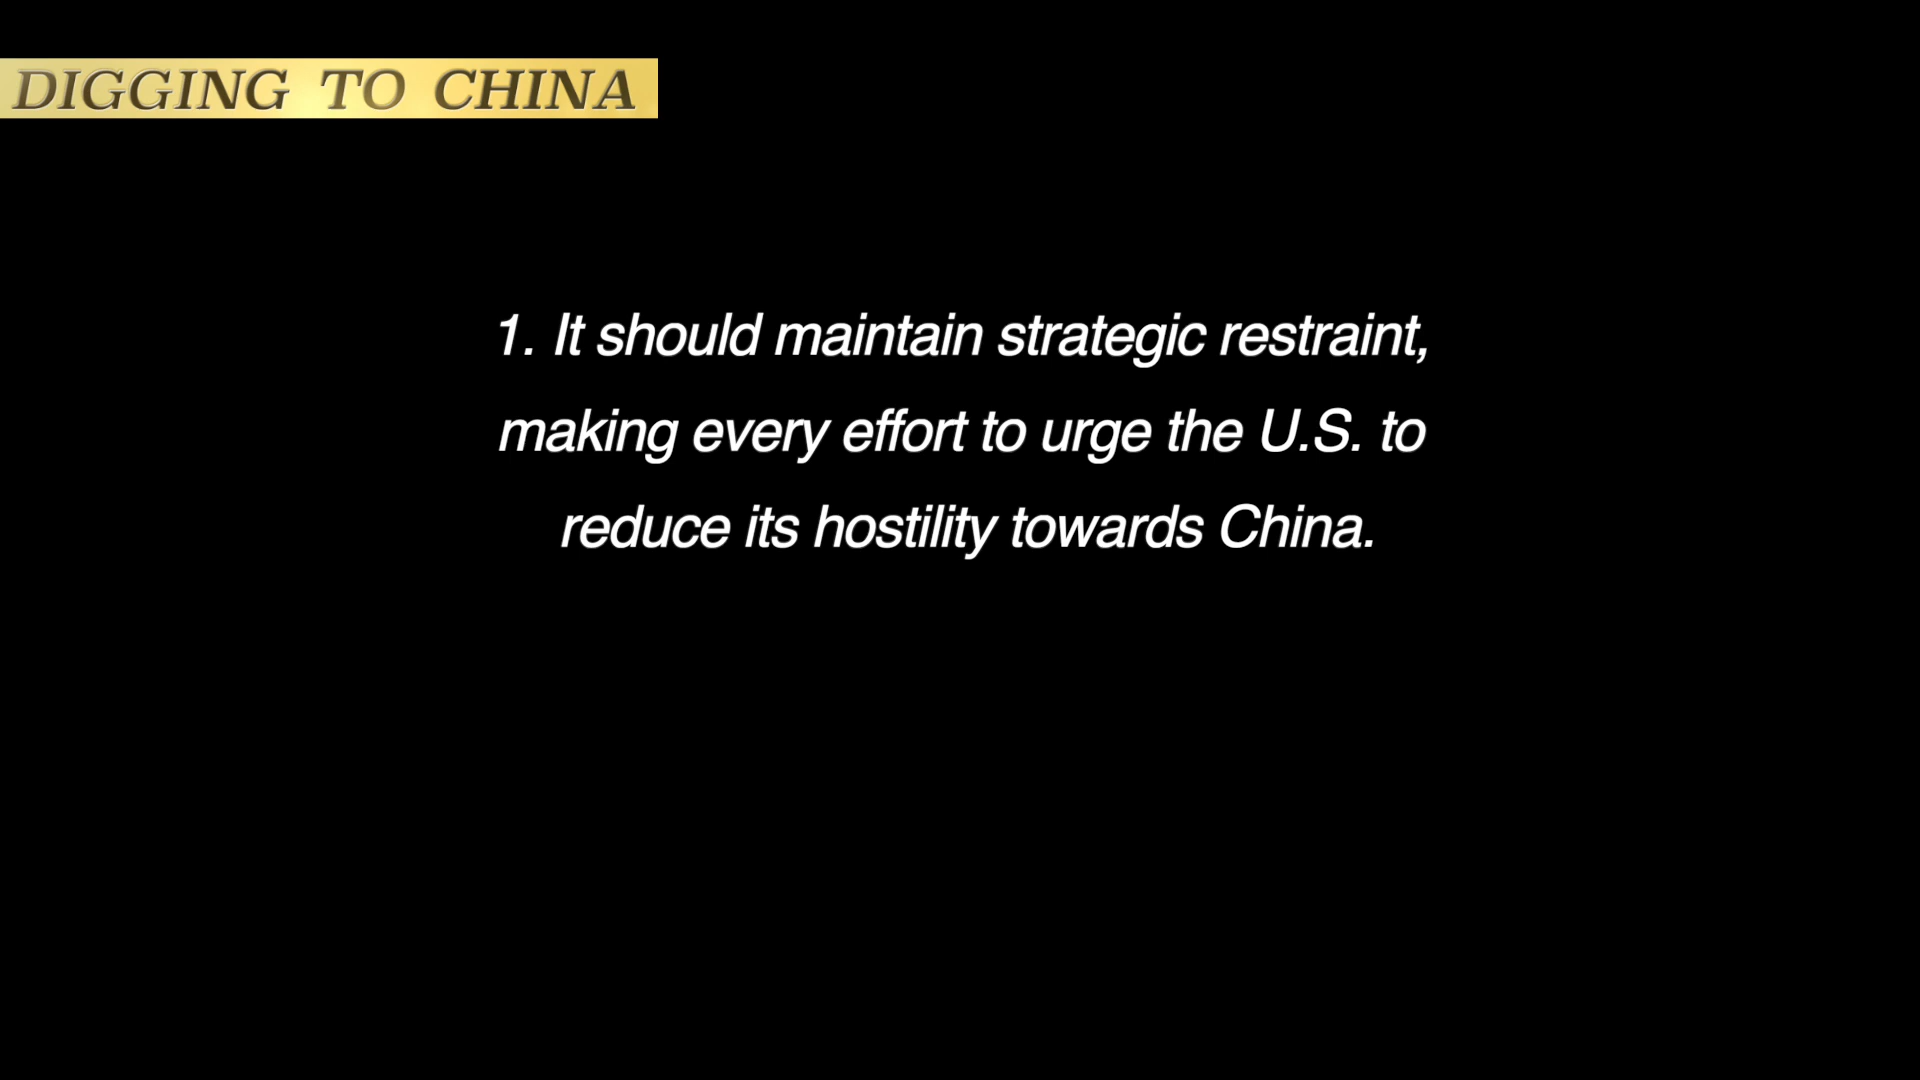 DIGGING TO CHINA
1. It should maintain strategic restraint,
making every effort to urge the U.S. to
reduce its hostility towards China.